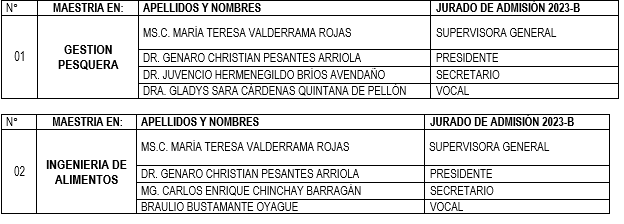 N° MAESTRIA EN: APELLIDOS Y NOMBRES JURADO DE ADMISIÓN 2023-B
01 GESTION PESQUERA MS.C. MARÍA TERESA VALDERRAMA ROJAS SUPERVISORA GENERAL
DR. GENARO CHRISTIAN PESANTES ARRIOLA PRESIDENTE
DR. JUVENCIO HERMENEGILDO BRÍOS AVENDAÑO SECRETARIO
DRA. GLADYS SARA CÁRDENAS QUINTANA DE PELLÓN VOCAL
N° MAESTRIA EN: APELLIDOS Y NOMBRES JURADO DE ADMISIÓN 2023-B
02 INGENIERIA DE ALIMENTOS MS.C. MARÍA TERESA VALDERRAMA ROJAS SUPERVISORA GENERAL
DR. GENARO CHRISTIAN PESANTES ARRIOLA PRESIDENTE
MG. CARLOS ENRIQUE CHINCHAY BARRAGÁN SECRETARIO
BRAULIO BUSTAMANTE OYAGUE VOCAL